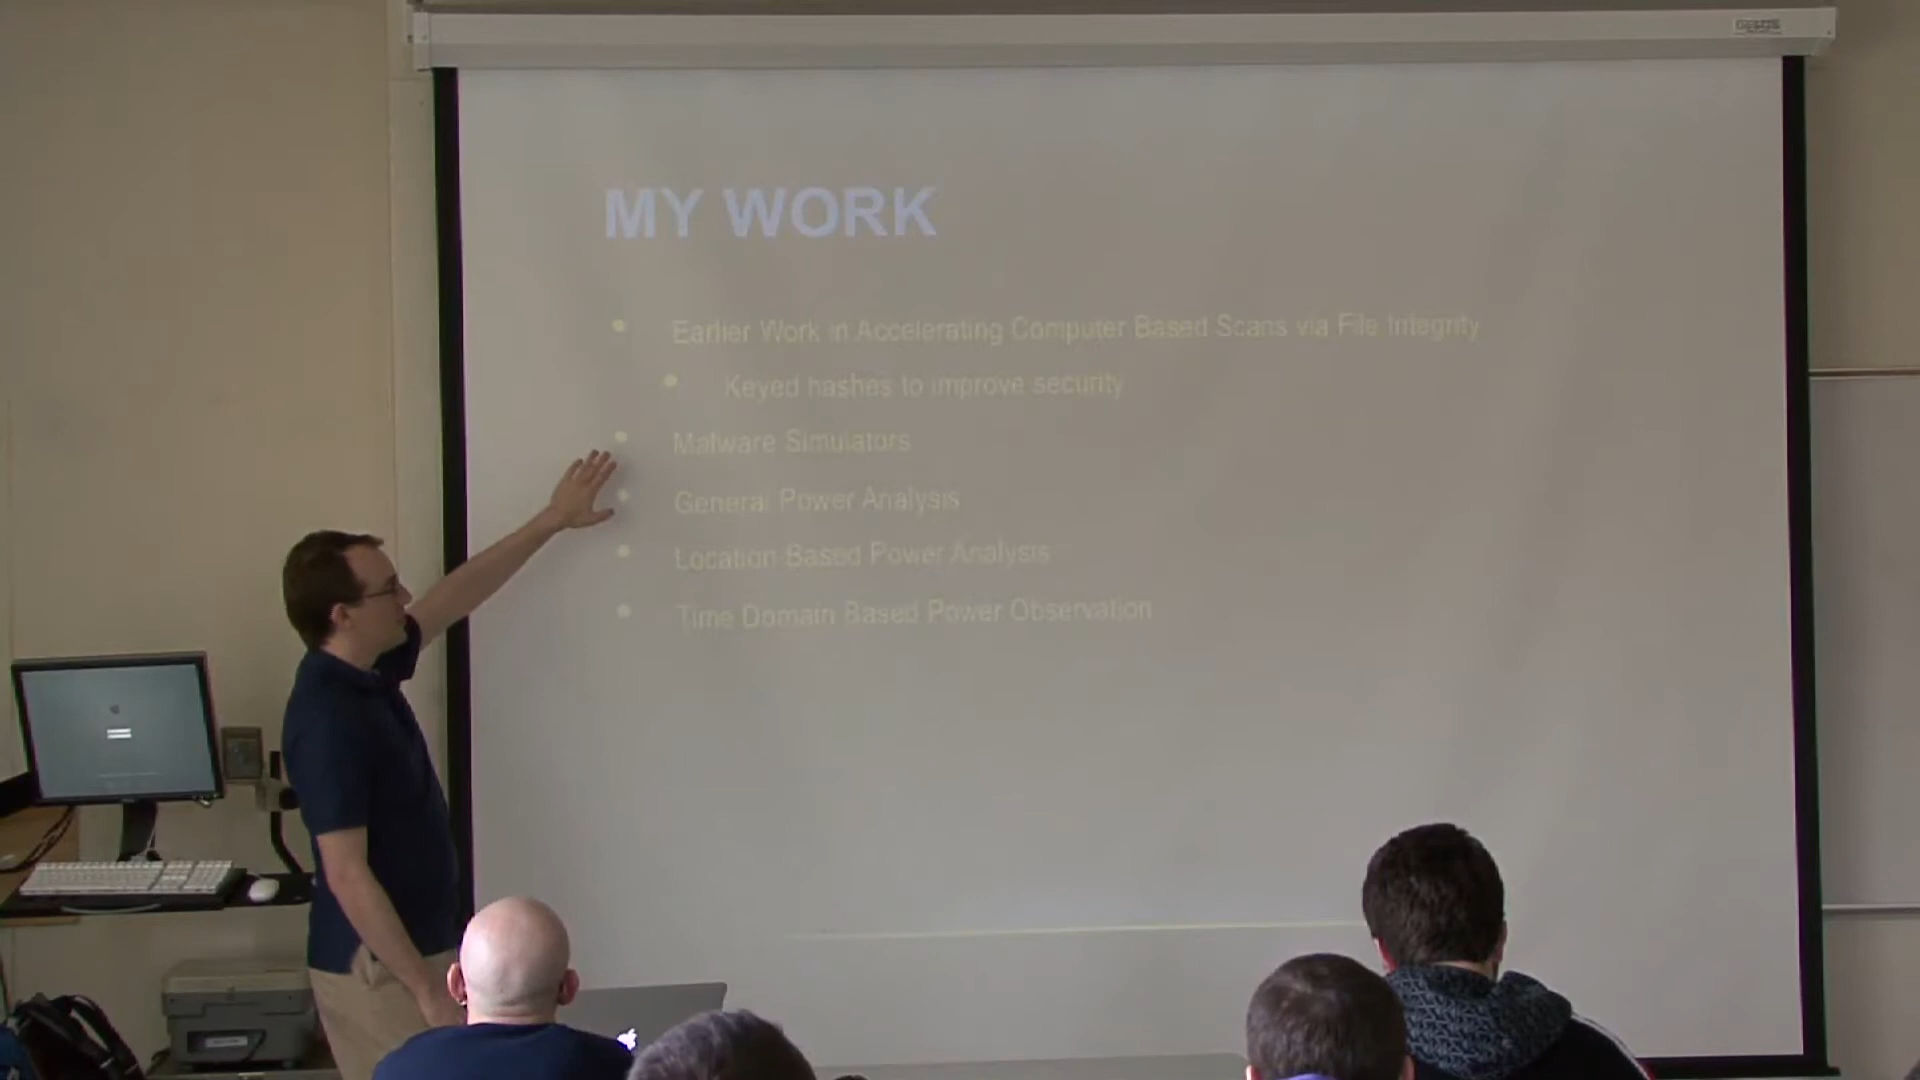 MY WORK
Earlier Work in Accelerating Computer Based Scans via File Integrity
Keyed hashes to improve security
Malware Simulators
General Power Analysis
Location Based Power Analysis
Time Domain Based Power Observation